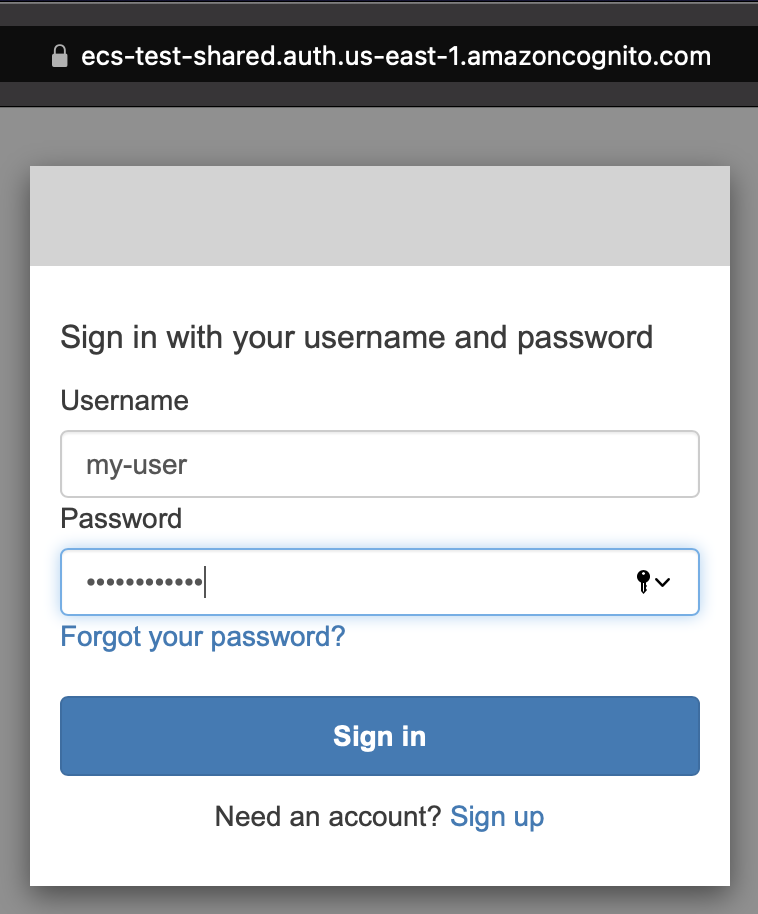 ecs-test-shared.auth.us-east-1.amazoncognito.com
Sign in with your username and password
Username
my-user
Password
••••••••••••
Forgot your password?
Sign in
Need an account? Sign up